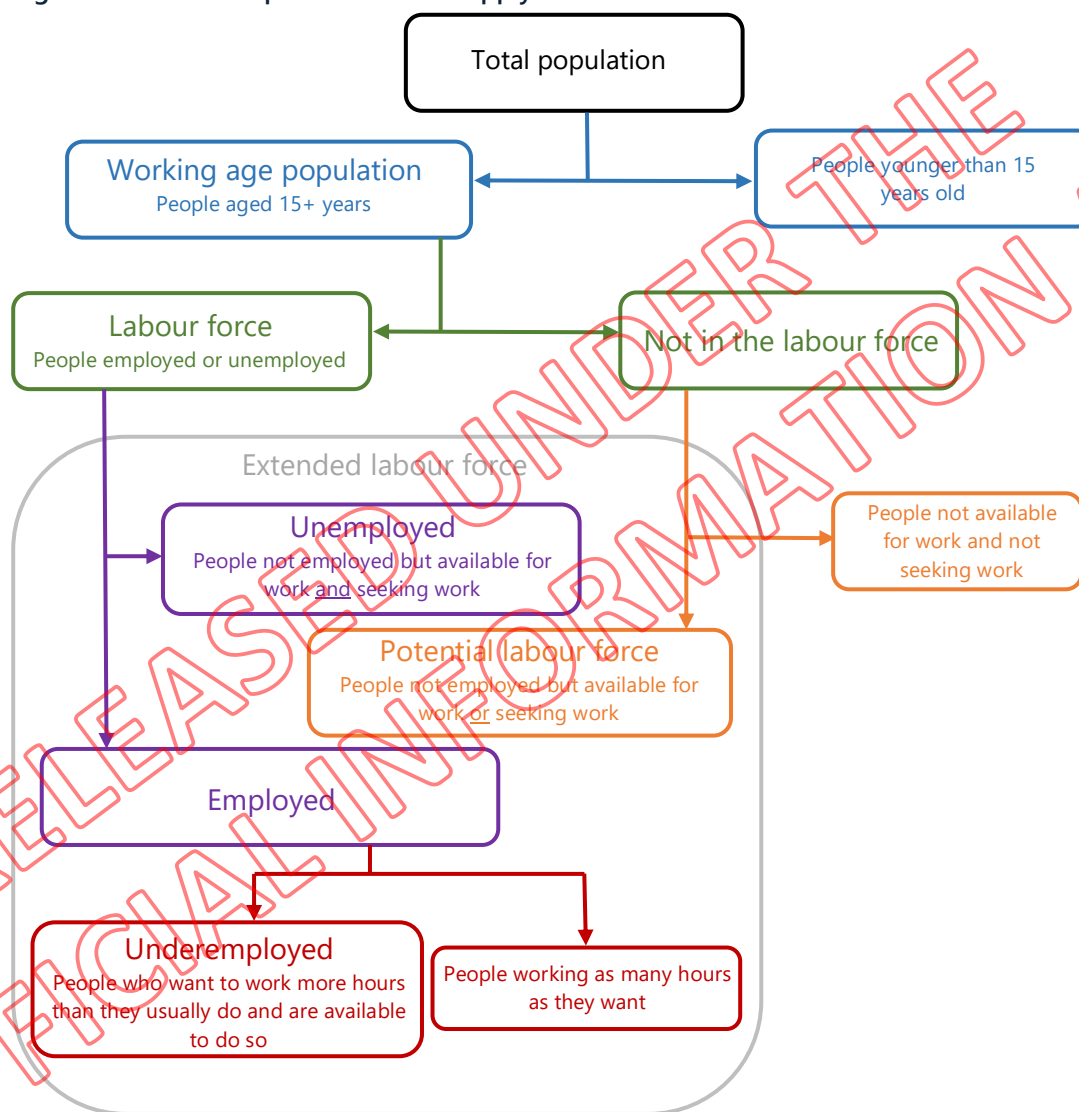 Total population
Working age population
People aged 15+ years
People younger than 15
years old
Labour force
People employed or unemployed
Not in the labour force
Extended labour force
Unemployed
People not employed but available for
work and seeking work
People not available
for work and not
seeking work
Potential labour force
People not employed but available for
work or seeking work
Employed
Underemployed
People who want to work more hours
than they usually do and are available
to do so
People working as many hours
as they want
RELEASED UNDER THE
INFORMATION